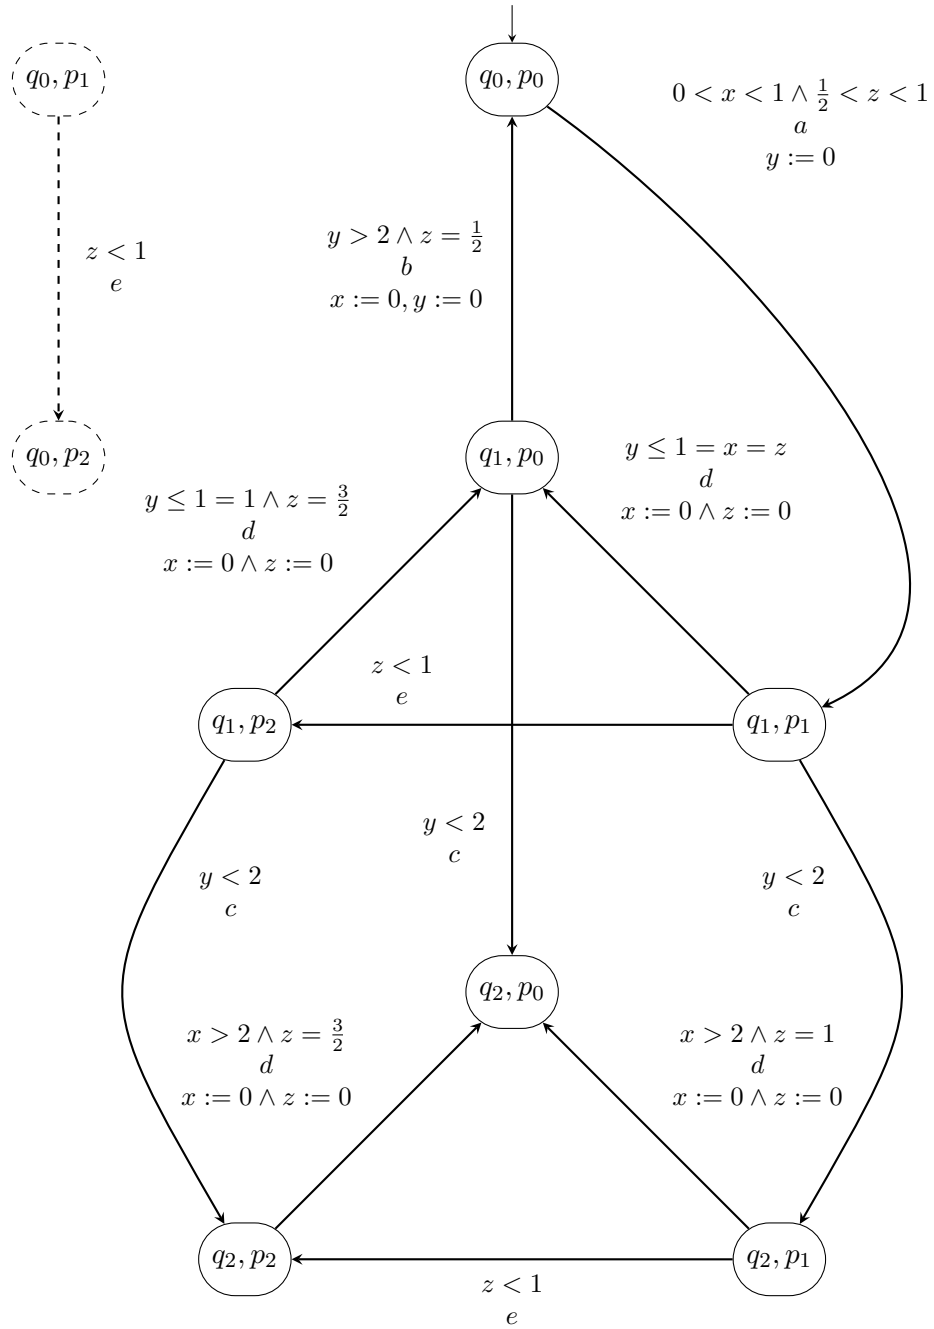 q₀, p₁
q₀, p₀
0 < x < 1 ∧ 1/2 < z < 1
a
y := 0
z < 1
e
y > 2 ∧ z = 1/2
b
x := 0, y := 0
q₀, p₂
q₁, p₀
y ≤ 1 = x = z
d
x := 0 ∧ z := 0
y ≤ 1 = 1 ∧ z = 3/2
d
x := 0 ∧ z := 0
z < 1
e
q₁, p₂
q₁, p₁
y < 2
c
y < 2
c
y < 2
c
q₂, p₀
x > 2 ∧ z = 3/2
d
x := 0 ∧ z := 0
x > 2 ∧ z = 1
d
x := 0 ∧ z := 0
q₂, p₂
q₂, p₁
z < 1
e